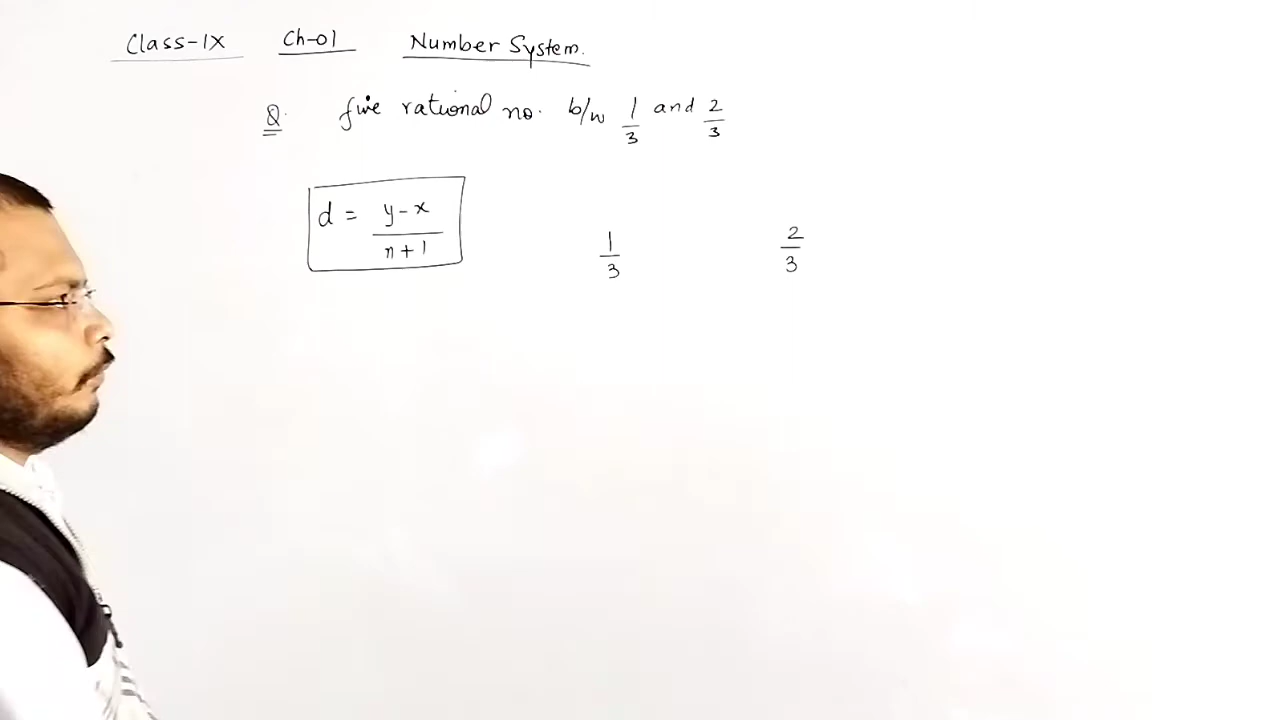 Class-IX Ch-01 Number System.
Q. five rational no. b/w 1/3 and 2/3
d = y-x/n+1
1/3 2/3